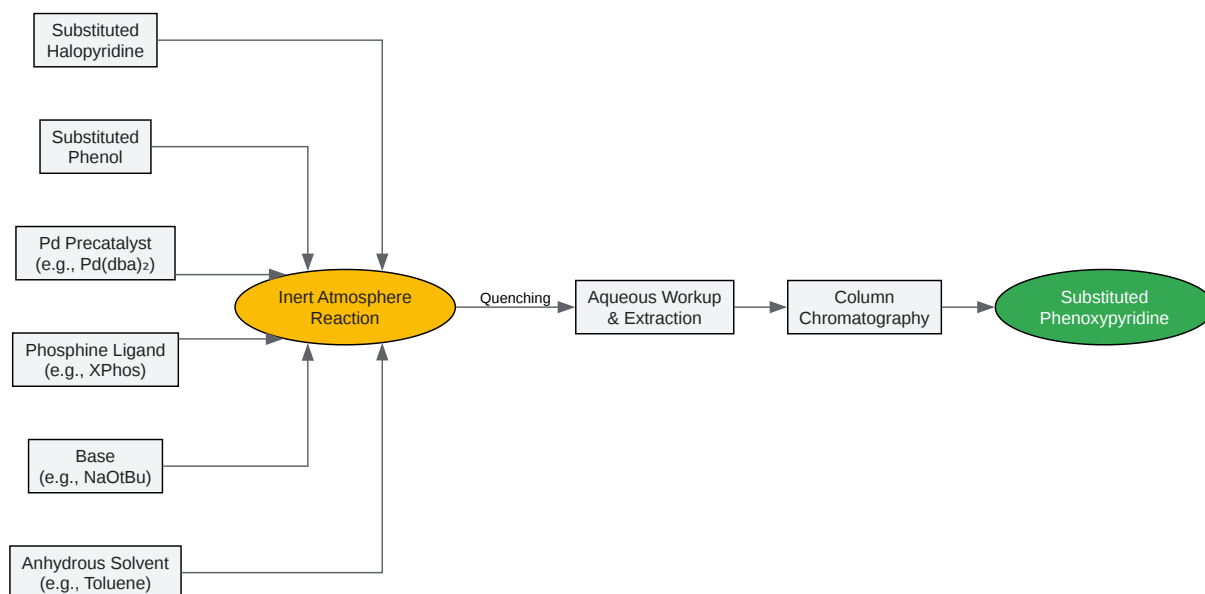 Substituted
Halopyridine
Substituted
Phenol
Pd Precatalyst
(e.g., Pd(dba)₂)
Phosphine Ligand
(e.g., XPhos)
Base
(e.g., NaOtBu)
Anhydrous Solvent
(e.g., Toluene)
Inert Atmosphere
Reaction
Quenching
Aqueous Workup
& Extraction
Column
Chromatography
Substituted
Phenoxypyridine